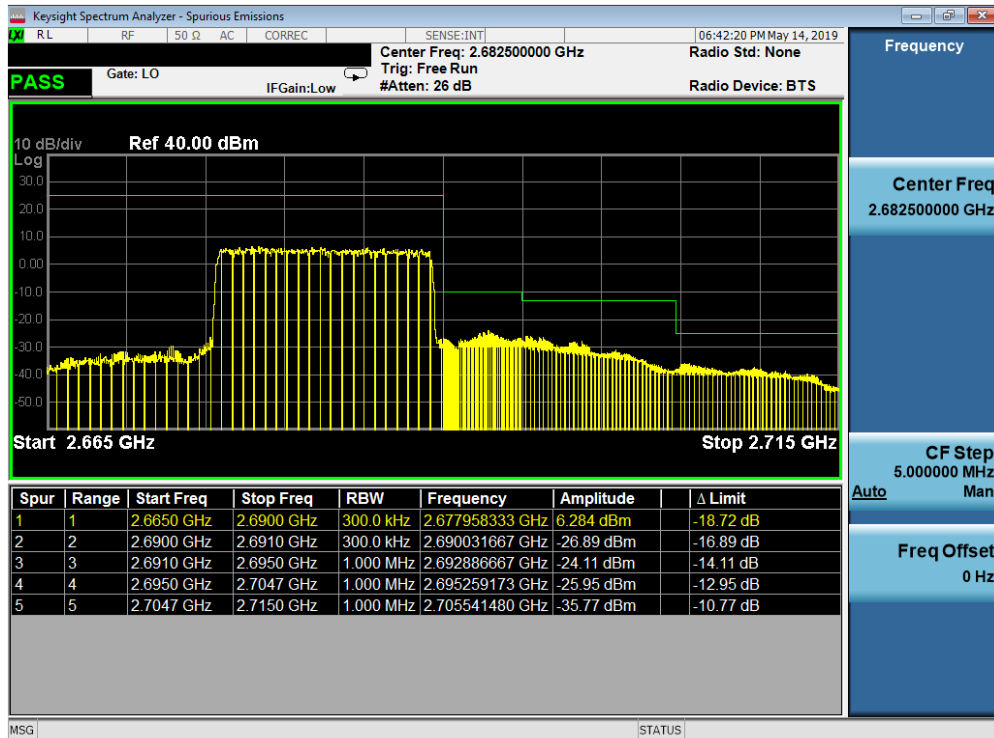 Keysight Spectrum Analyzer - Spurious Emissions
LXI RL RF 50 Ω AC CORREC SENSE:INT 06:42:20 PM May 14, 2019
Center Freq: 2.682500000 GHz Radio Std: None
PASS Gate: LO Trig: Free Run
IFGain:Low #Atten: 26 dB Radio Device: BTS
Frequency
10 dB/div Ref 40.00 dBm
Log
30.0
20.0
10.0
0.00
-10.0
-20.0
-30.0
-40.0
-50.0
Start 2.665 GHz Stop 2.715 GHz
Spur Range Start Freq Stop Freq RBW Frequency Amplitude Δ Limit
1 1 2.6650 GHz 2.6900 GHz 300.0 kHz 2.677958333 GHz 6.284 dBm -18.72 dB
2 2 2.6900 GHz 2.6910 GHz 300.0 kHz 2.690031667 GHz -26.89 dBm -16.89 dB
3 3 2.6910 GHz 2.6950 GHz 1.000 MHz 2.692886667 GHz -24.11 dBm -14.11 dB
4 4 2.6950 GHz 2.7047 GHz 1.000 MHz 2.695259173 GHz -25.95 dBm -12.95 dB
5 5 2.7047 GHz 2.7150 GHz 1.000 MHz 2.705541480 GHz -35.77 dBm -10.77 dB
Center Freq
2.682500000 GHz
CF Step
5.000000 MHz
Auto Man
Freq Offset
0 Hz
MSG STATUS